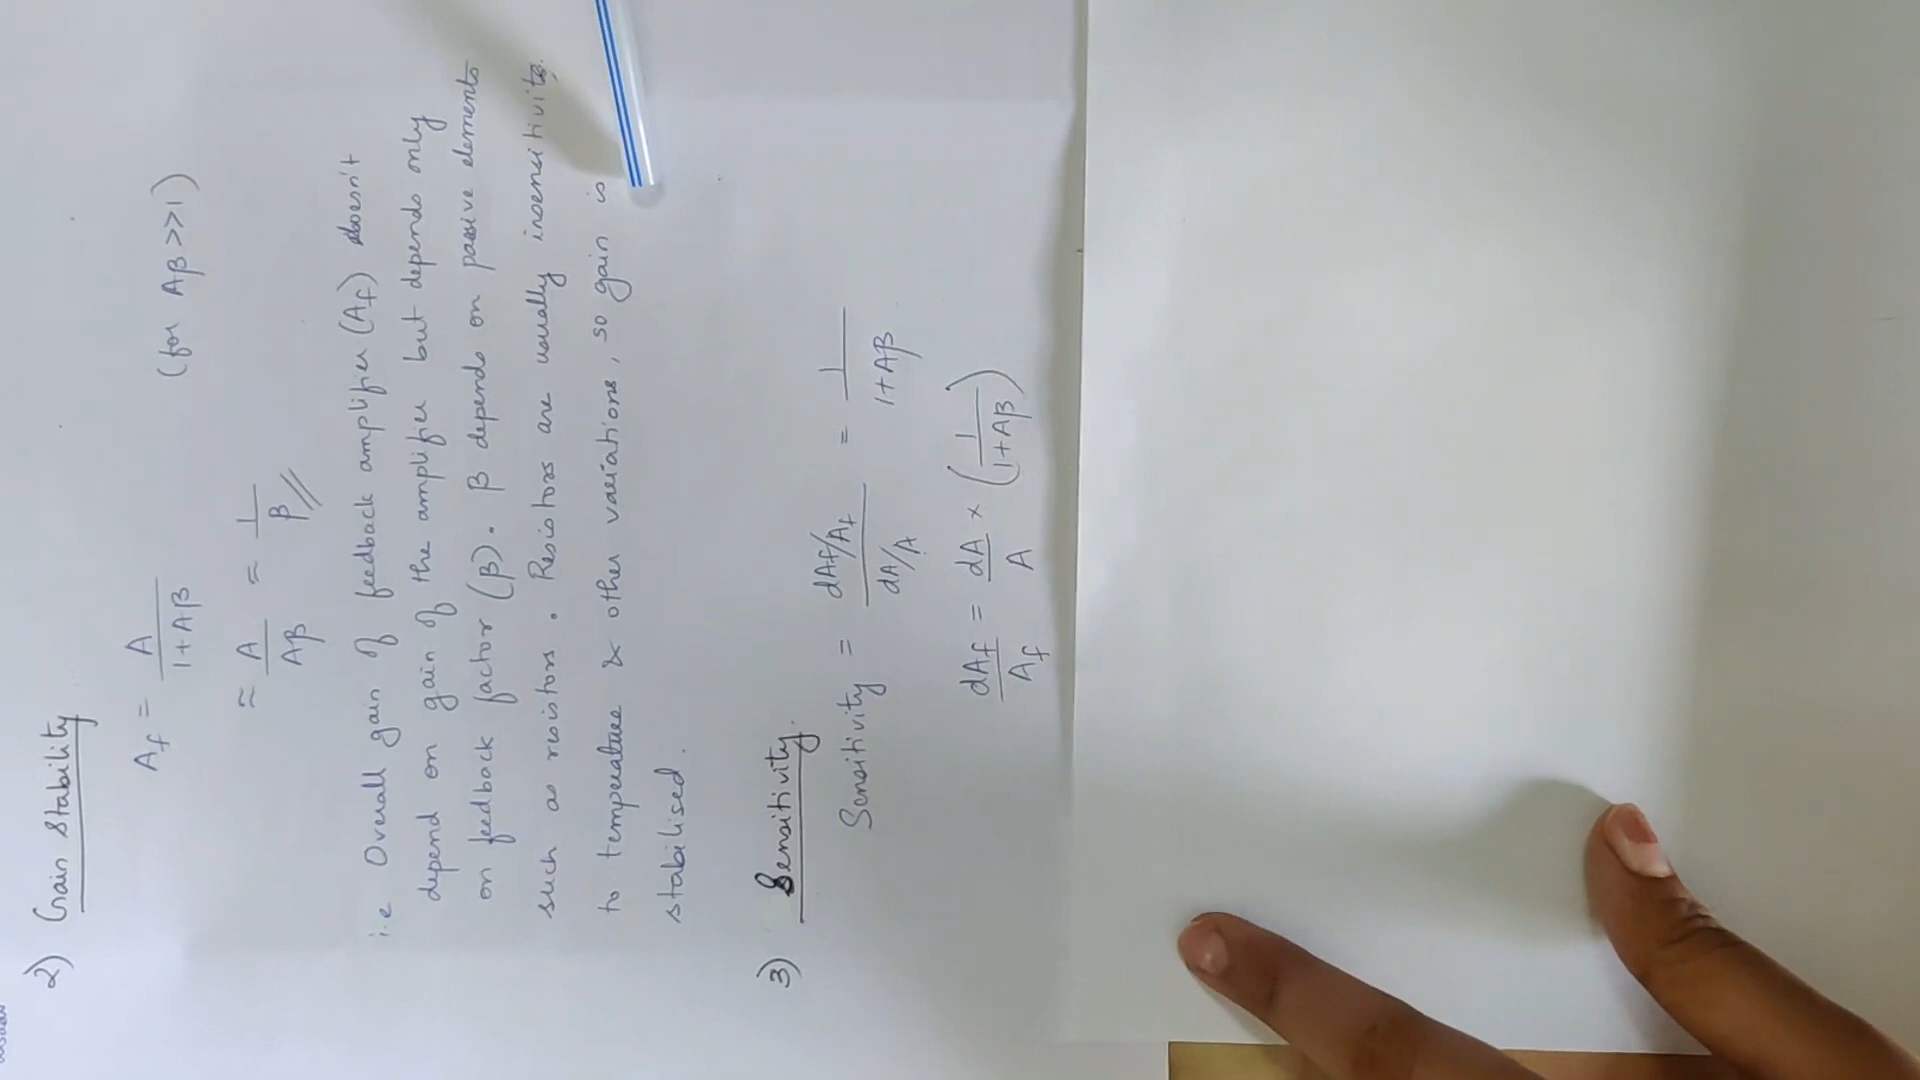 2) Gain Stability
Af = A / 1 + Aβ (for Aβ >> 1)
≈ A / Aβ = 1 / β //
i.e Overall gain of feedback amplifier (Af) doesn't
depend on gain of the amplifier but depends only
on feedback factor (β). β depends on passive elements
such as resistors. Resistors are usually insensitivite
to temperature & other variations, so gain is
stabilised.
3) Sensitivity.
Sensitivity = dAf/Af / dA/A = 1 / 1 + Aβ
dAf / Af = dA / A × (1 / 1 + Aβ)